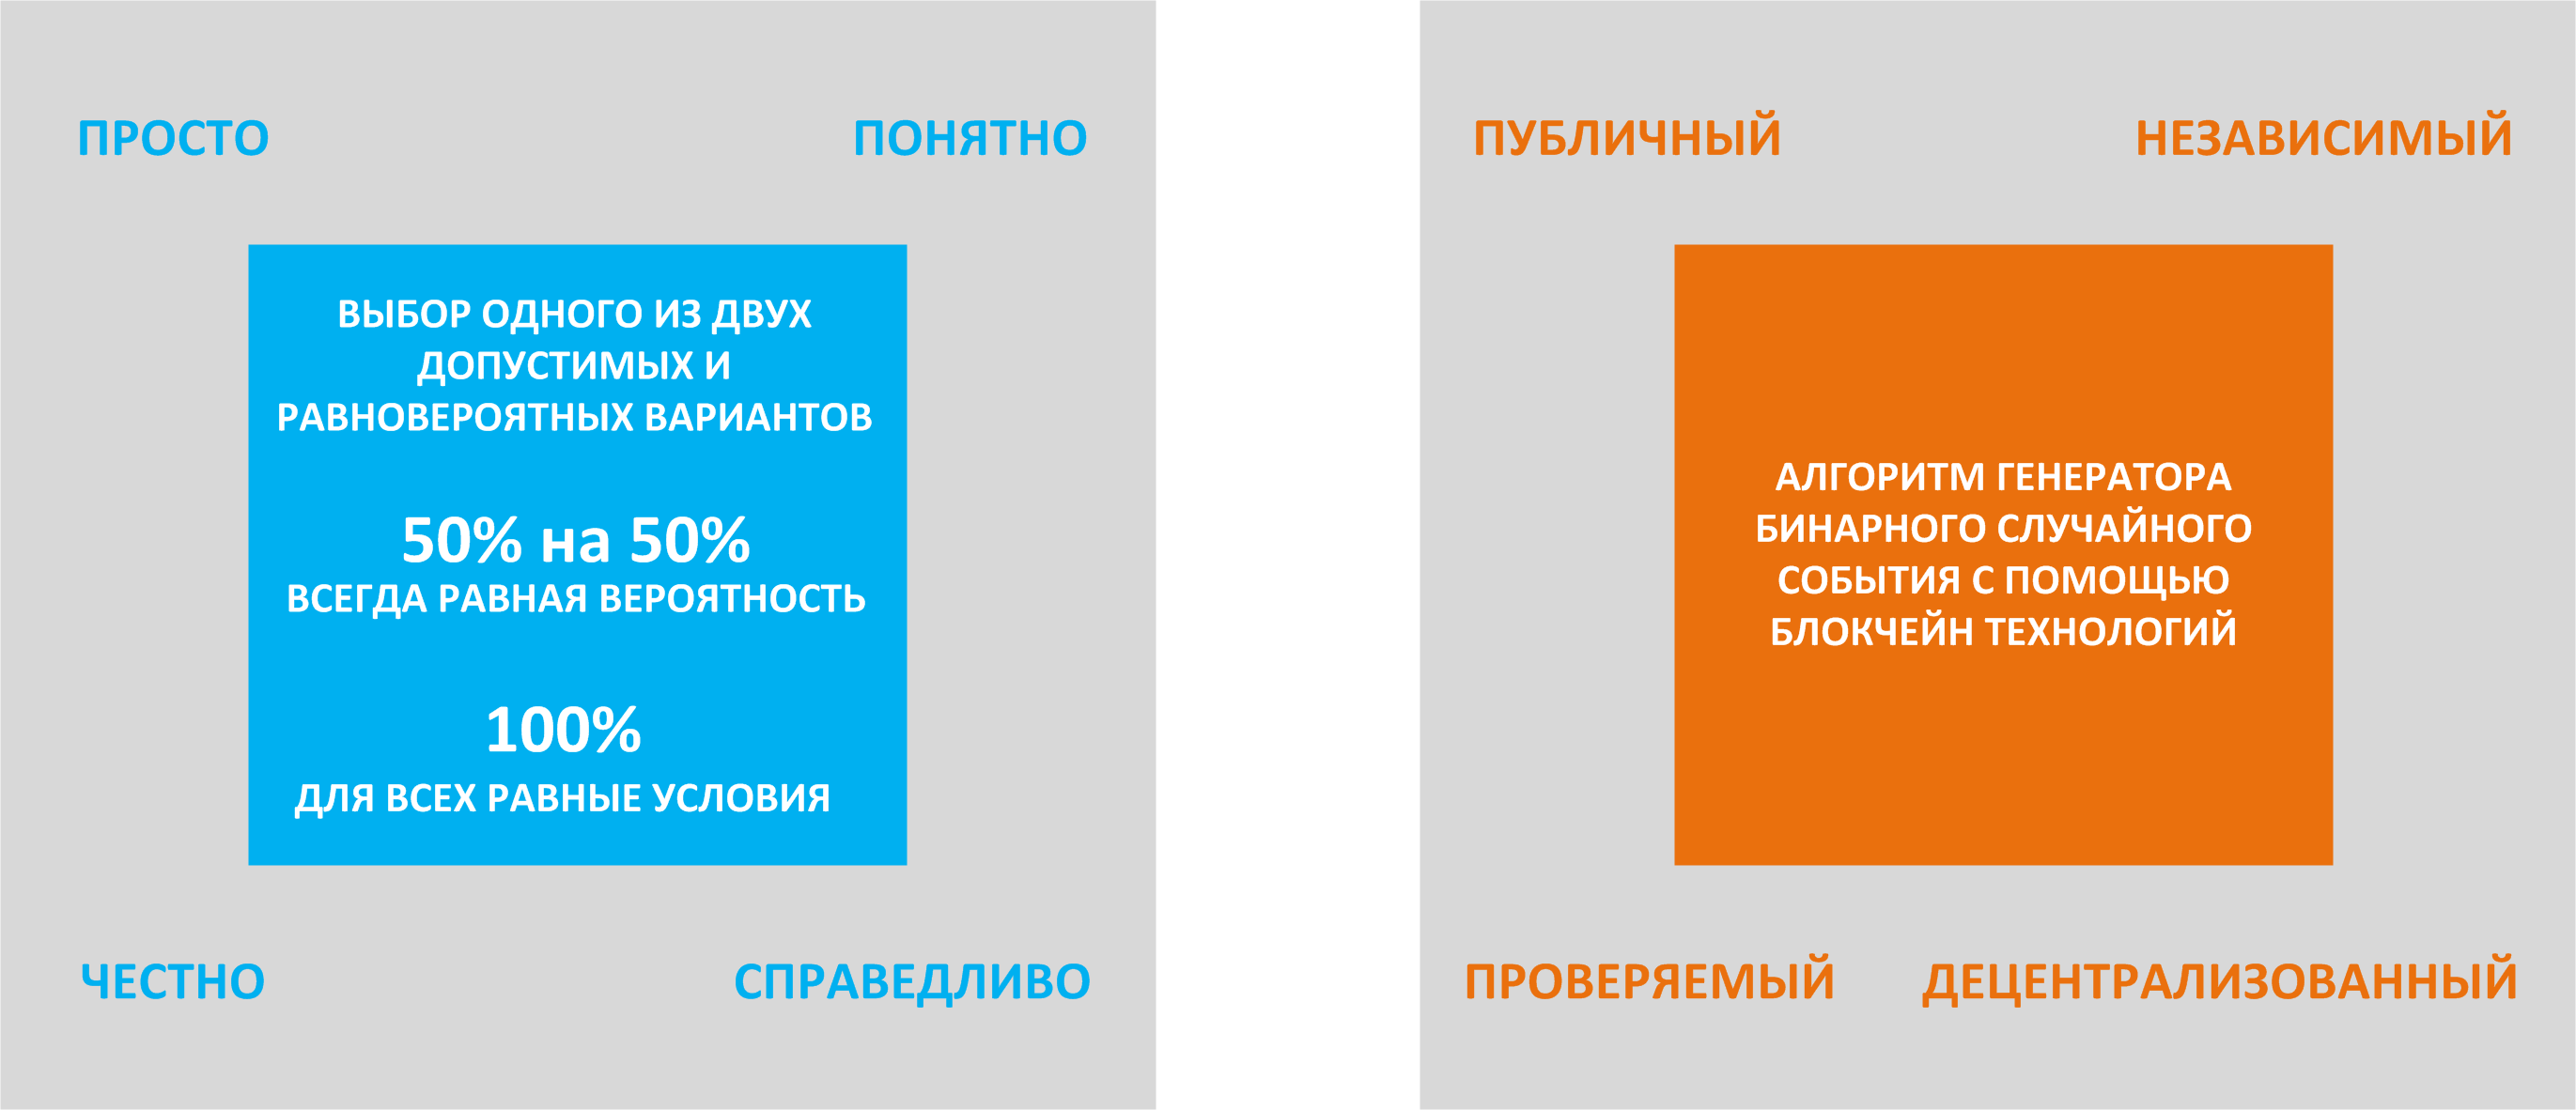 ПРОСТО
ПОНЯТНО
ВЫБОР ОДНОГО ИЗ ДВУХ
ДОПУСТИМЫХ И
РАВНОВЕРОЯТНЫХ ВАРИАНТОВ
50% на 50%
ВСЕГДА РАВНАЯ ВЕРОЯТНОСТЬ
100%
ДЛЯ ВСЕХ РАВНЫЕ УСЛОВИЯ
ЧЕСТНО
СПРАВЕДЛИВО
ПУБЛИЧНЫЙ
НЕЗАВИСИМЫЙ
АЛГОРИТМ ГЕНЕРАТОРА
БИНАРНОГО СЛУЧАЙНОГО
СОБЫТИЯ С ПОМОЩЬЮ
БЛОКЧЕЙН ТЕХНОЛОГИЙ
ПРОВЕРЯЕМЫЙ
ДЕЦЕНТРАЛИЗОВАННЫЙ